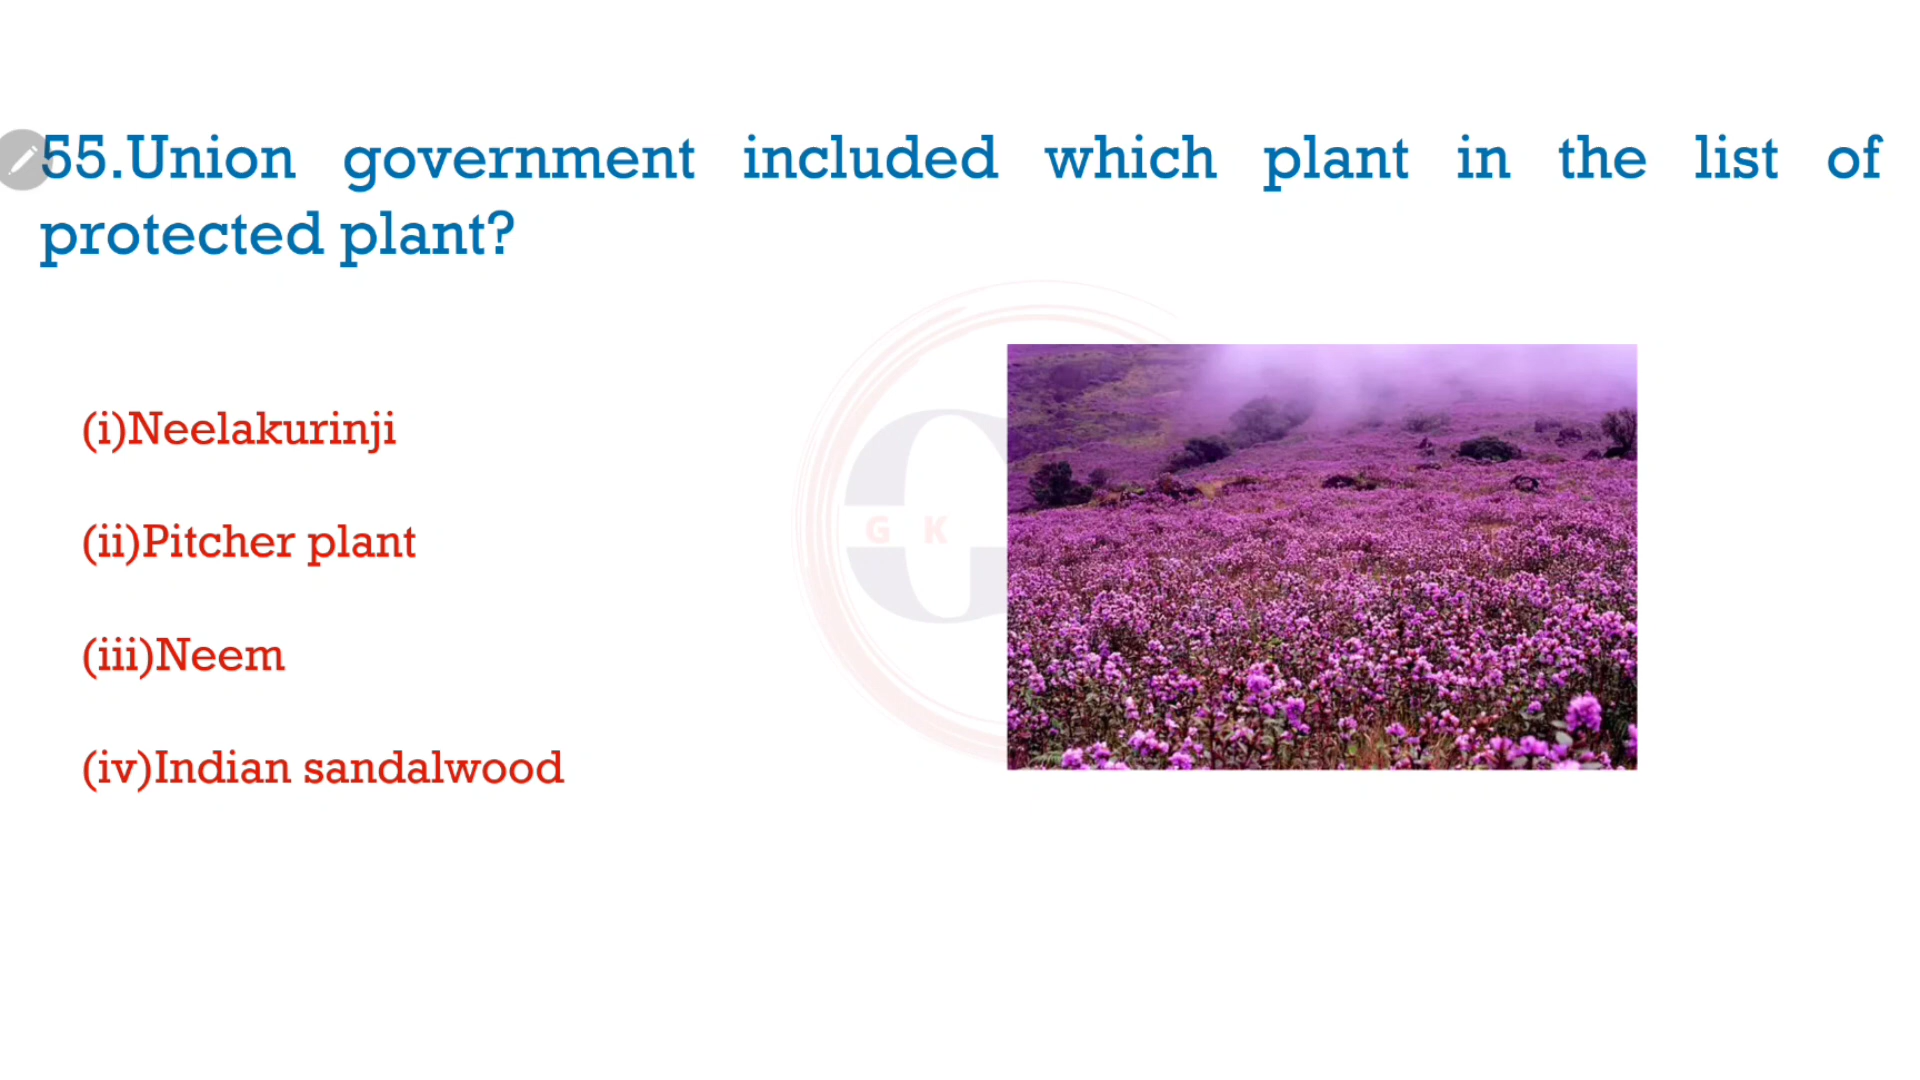 55.Union government included which plant in the list of
protected plant?
(i)Neelakurinji
(ii)Pitcher plant
(iii)Neem
(iv)Indian sandalwood
G K